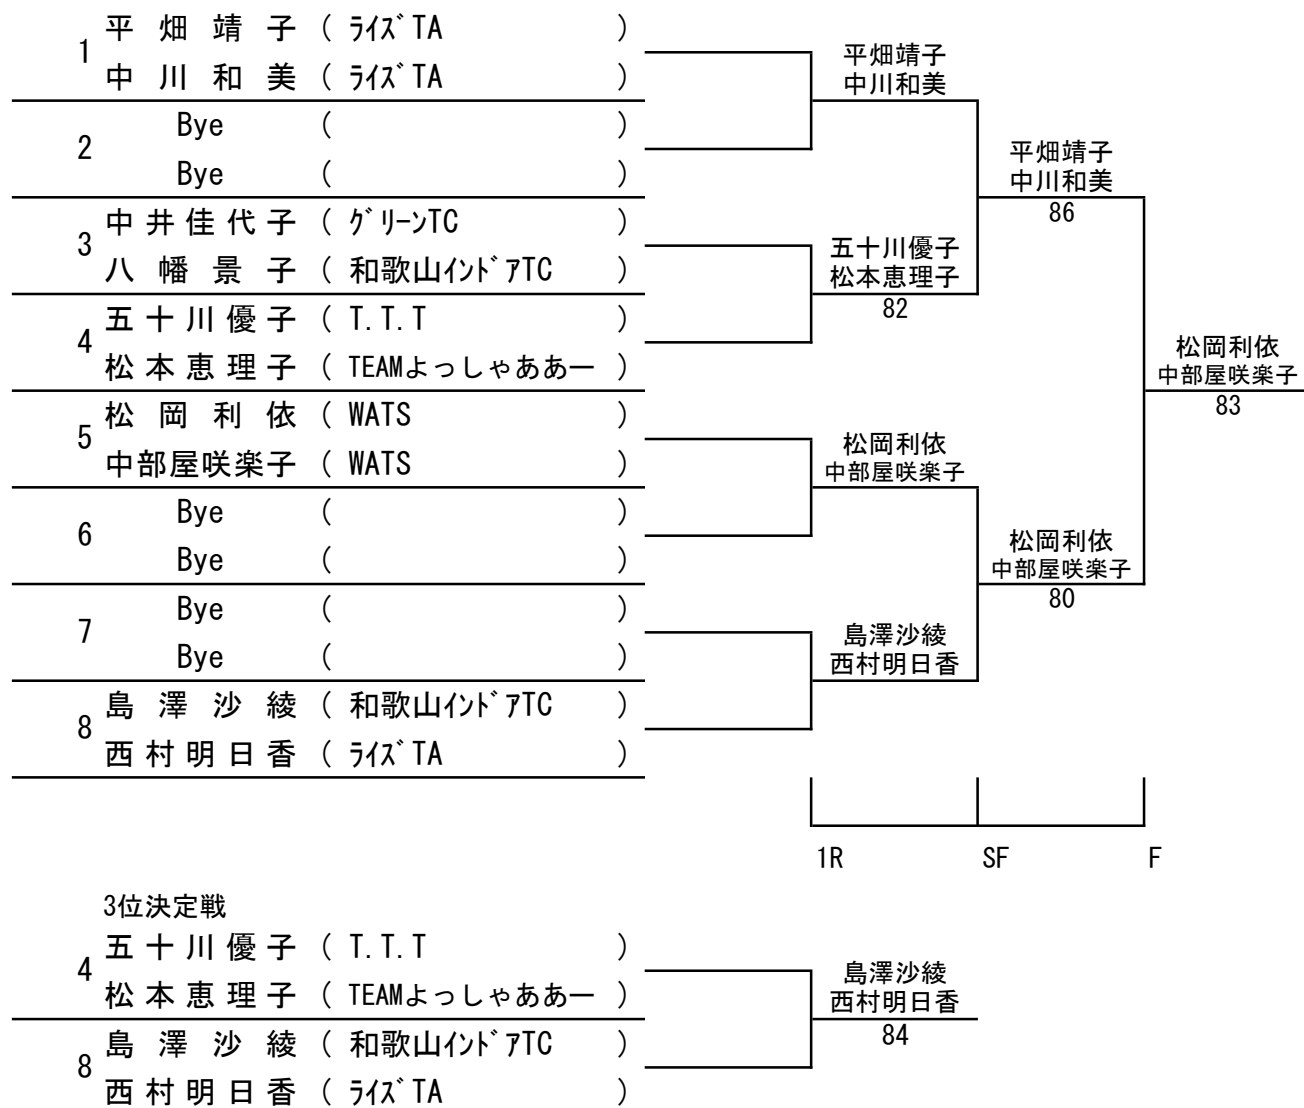 1 平畑靖子 ( ﾗｲｽﾞTA )
中川和美 ( ﾗｲｽﾞTA )
平畑靖子
中川和美
2 Bye ( )
Bye ( )
平畑靖子
中川和美
86
3 中井佳代子 ( ｸﾞﾘｰﾝTC )
八幡景子 ( 和歌山ｲﾝﾄﾞｱTC )
五十川優子
松本恵理子
82
4 五十川優子 ( T.T.T )
松本恵理子 ( TEAMよっしゃああー )
松岡利依
中部屋咲楽子
83
5 松岡利依 ( WATS )
中部屋咲楽子 ( WATS )
松岡利依
中部屋咲楽子
6 Bye ( )
Bye ( )
松岡利依
中部屋咲楽子
80
7 Bye ( )
Bye ( )
島澤沙綾
西村明日香
8 島澤沙綾 ( 和歌山ｲﾝﾄﾞｱTC )
西村明日香 ( ﾗｲｽﾞTA )
1R SF F
3位決定戦
4 五十川優子 ( T.T.T )
松本恵理子 ( TEAMよっしゃああー )
島澤沙綾
西村明日香
84
8 島澤沙綾 ( 和歌山ｲﾝﾄﾞｱTC )
西村明日香 ( ﾗｲｽﾞTA )